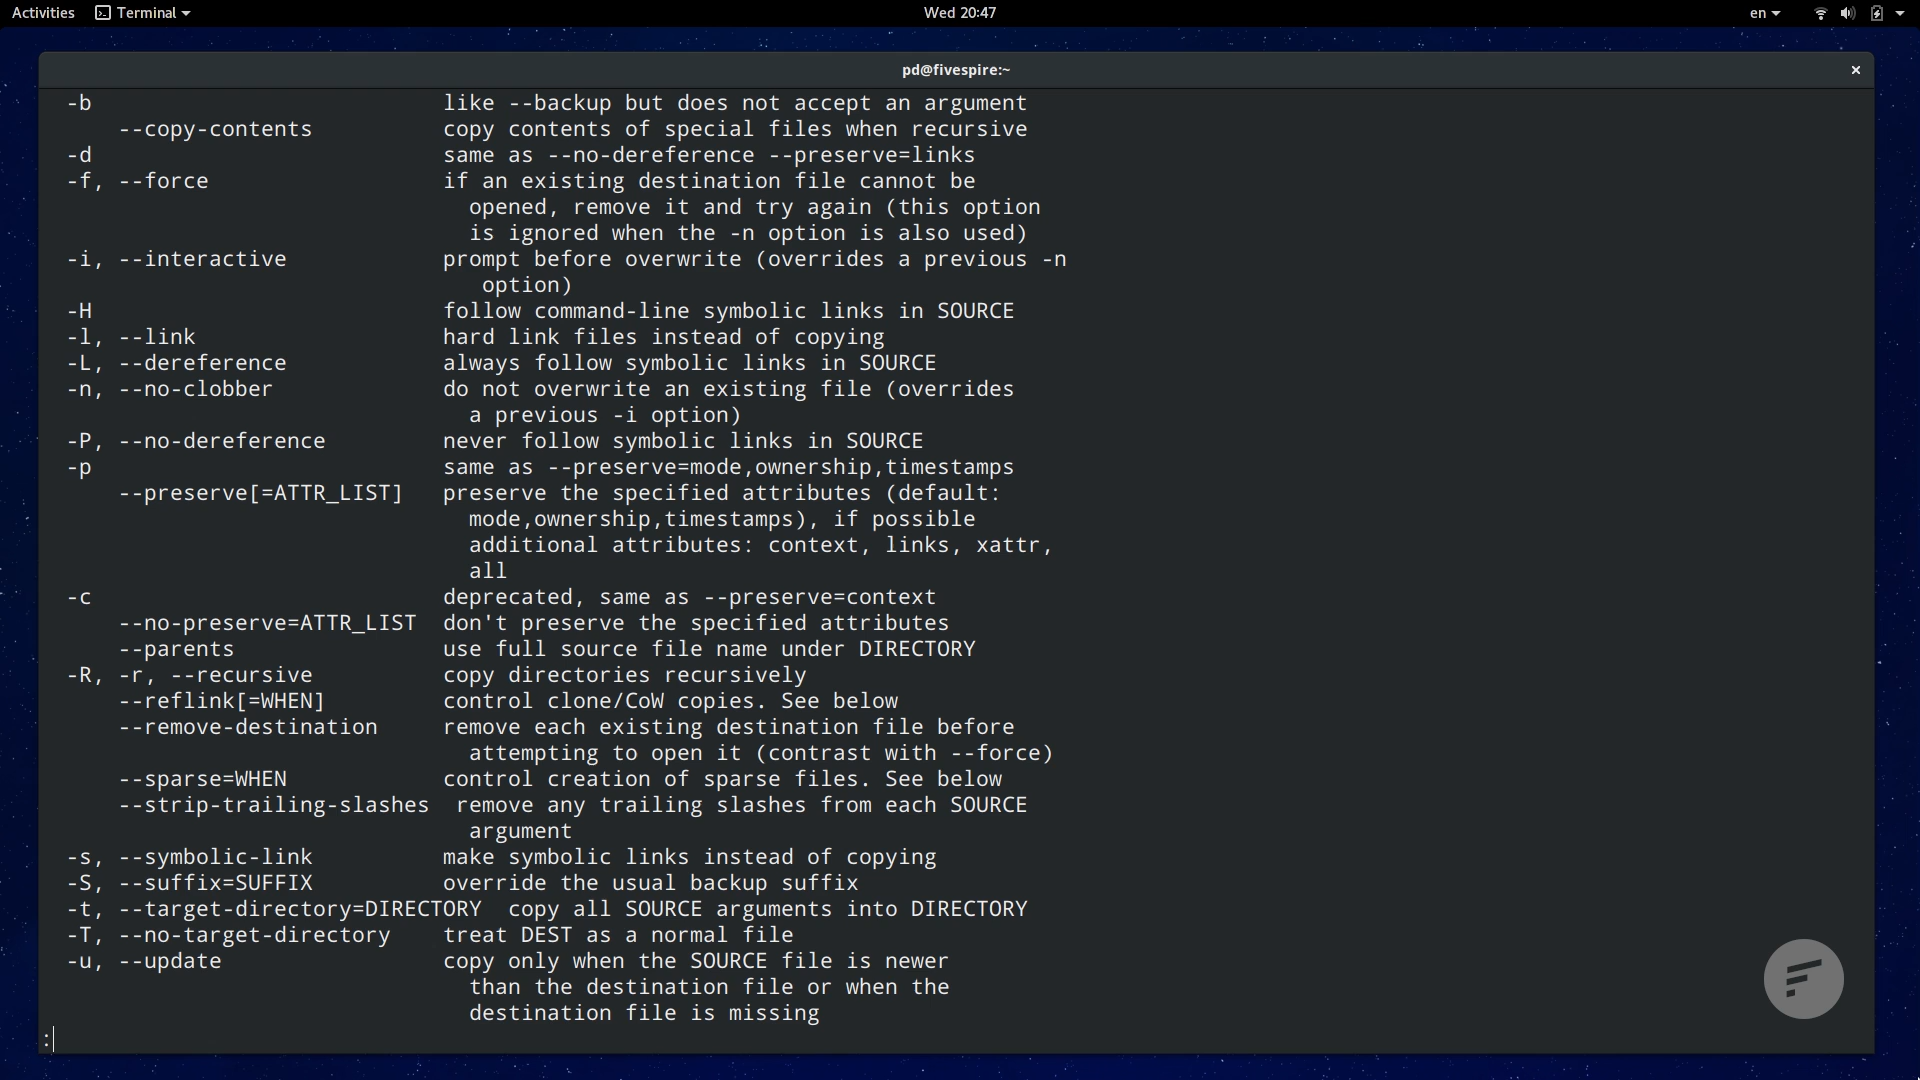 Activities Terminal Wed 20:47 en
pd@fivespire:~
-b like --backup but does not accept an argument
--copy-contents copy contents of special files when recursive
-d same as --no-dereference --preserve=links
-f, --force if an existing destination file cannot be
opened, remove it and try again (this option
is ignored when the -n option is also used)
-i, --interactive prompt before overwrite (overrides a previous -n
option)
-H follow command-line symbolic links in SOURCE
-l, --link hard link files instead of copying
-L, --dereference always follow symbolic links in SOURCE
-n, --no-clobber do not overwrite an existing file (overrides
a previous -i option)
-P, --no-dereference never follow symbolic links in SOURCE
-p same as --preserve=mode,ownership,timestamps
--preserve[=ATTR_LIST] preserve the specified attributes (default:
mode,ownership,timestamps), if possible
additional attributes: context, links, xattr,
all
-c deprecated, same as --preserve=context
--no-preserve=ATTR_LIST don't preserve the specified attributes
--parents use full source file name under DIRECTORY
-R, -r, --recursive copy directories recursively
--reflink[=WHEN] control clone/CoW copies. See below
--remove-destination remove each existing destination file before
attempting to open it (contrast with --force)
--sparse=WHEN control creation of sparse files. See below
--strip-trailing-slashes remove any trailing slashes from each SOURCE
argument
-s, --symbolic-link make symbolic links instead of copying
-S, --suffix=SUFFIX override the usual backup suffix
-t, --target-directory=DIRECTORY copy all SOURCE arguments into DIRECTORY
-T, --no-target-directory treat DEST as a normal file
-u, --update copy only when the SOURCE file is newer
than the destination file or when the
destination file is missing
: